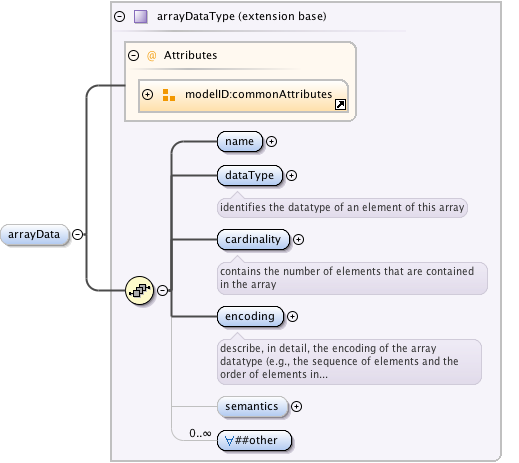 arrayDataType (extension base)
@ Attributes
modelID:commonAttributes
name
dataType
identifies the datatype of an element of this array
arrayData
cardinality
contains the number of elements that are contained
in the array
encoding
describe, in detail, the encoding of the array
datatype (e.g., the sequence of elements and the
order of elements in...
semantics
0..∞
∀##other